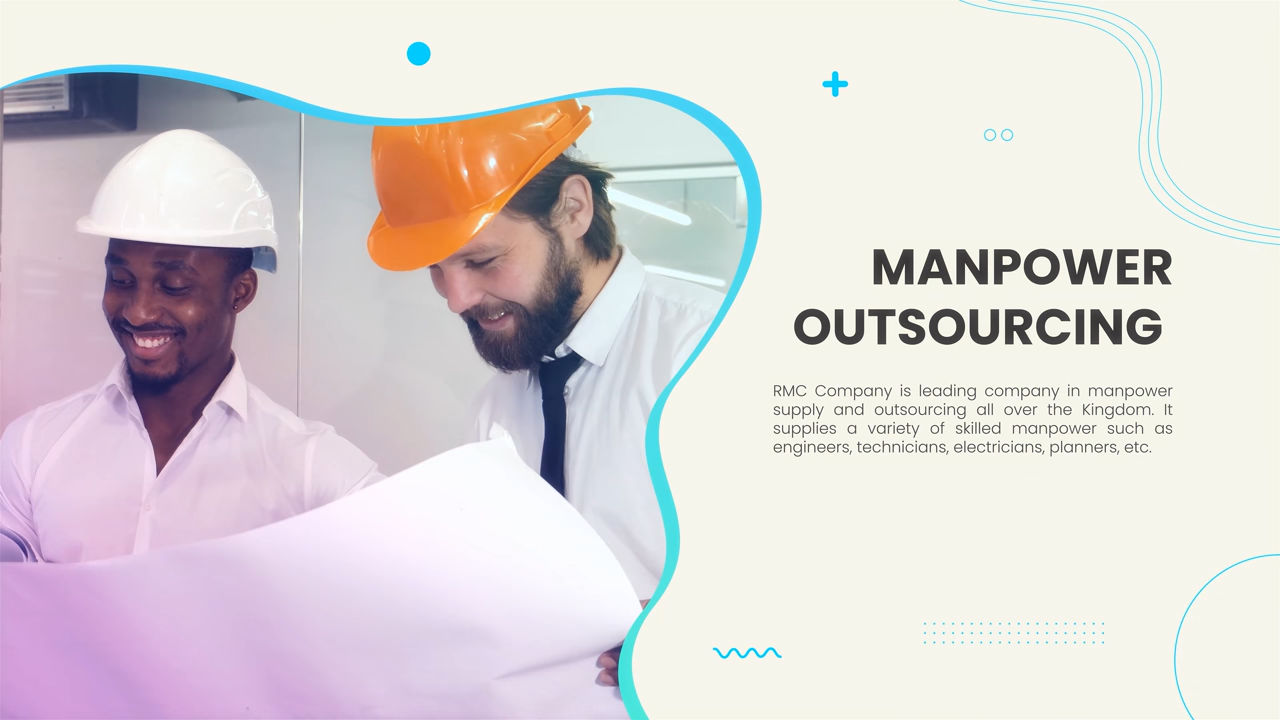 MANPOWER
OUTSOURCING
RMC Company is leading company in manpower
supply and outsourcing all over the Kingdom. It
supplies a variety of skilled manpower such as
engineers, technicians, electricians, planners, etc.